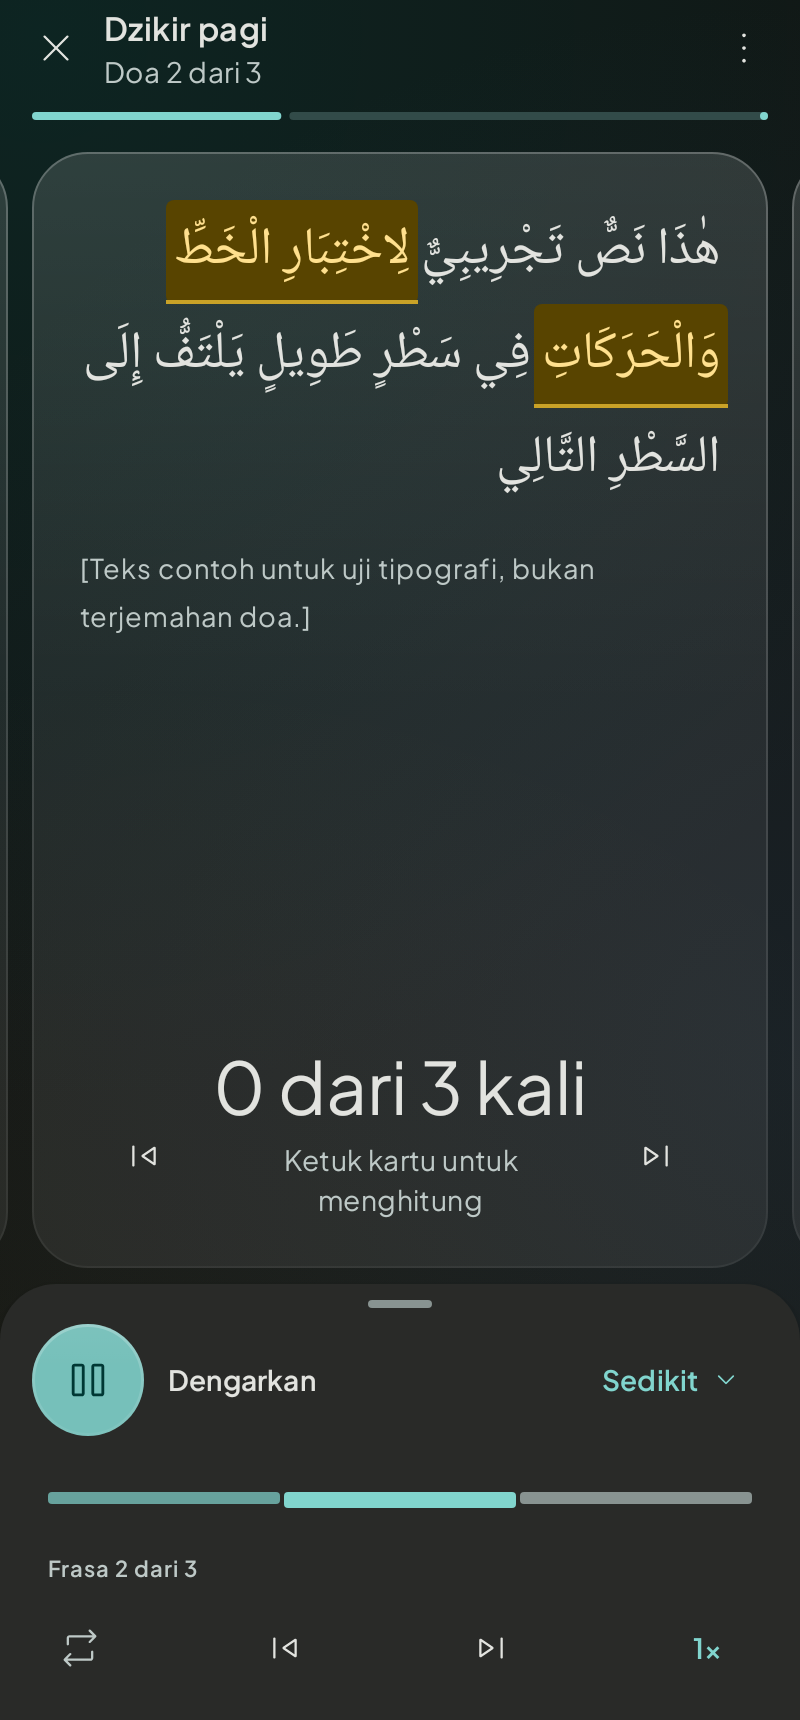 Dzikir pagi
Doa 2 dari 3
هٰذَا نَصٌّ تَجْرِيبِيٌّ لِاخْتِبَارِ الْخَطِّ
وَالْحَرَكَاتِ فِي سَطْرٍ طَوِيلٍ يَلْتَفُّ إِلَى
السَّطْرِ التَّالِي
[Teks contoh untuk uji tipografi, bukan
terjemahan doa.]
0 dari 3 kali
Ketuk kartu untuk
menghitung
Dengarkan
Sedikit
Frasa 2 dari 3
1×